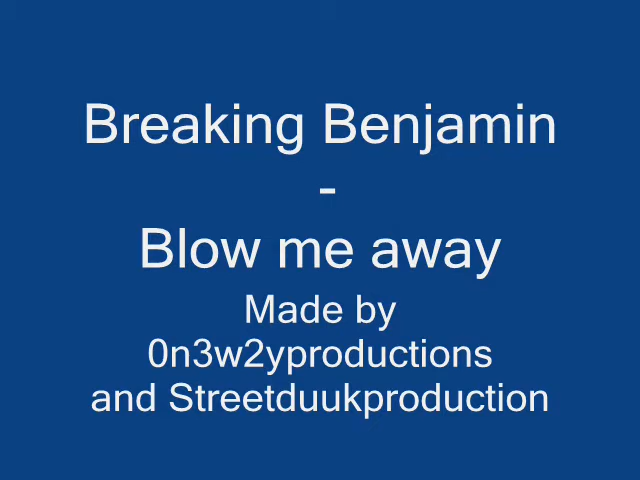 Breaking Benjamin
-
Blow me away
Made by
0n3w2yproductions
and Streetduukproduction